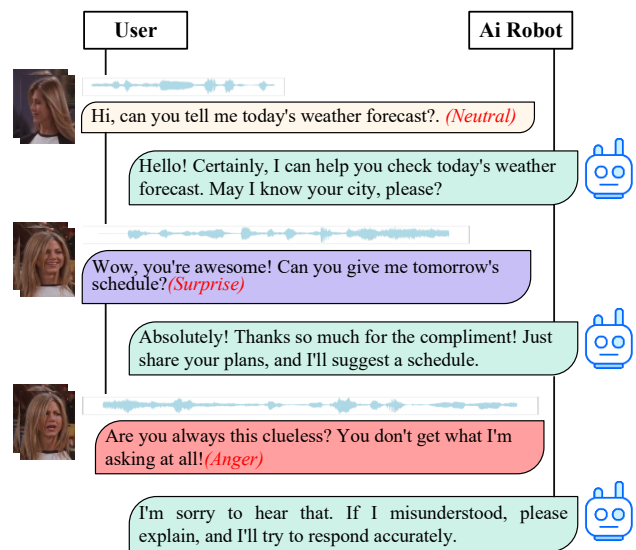 User
Ai Robot
Hi, can you tell me today's weather forecast?. (Neutral)
Hello! Certainly, I can help you check today's weather
forecast. May I know your city, please?
Wow, you're awesome! Can you give me tomorrow's
schedule?(Surprise)
Absolutely! Thanks so much for the compliment! Just
share your plans, and I'll suggest a schedule.
Are you always this clueless? You don't get what I'm
asking at all!(Anger)
I'm sorry to hear that. If I misunderstood, please
explain, and I'll try to respond accurately.